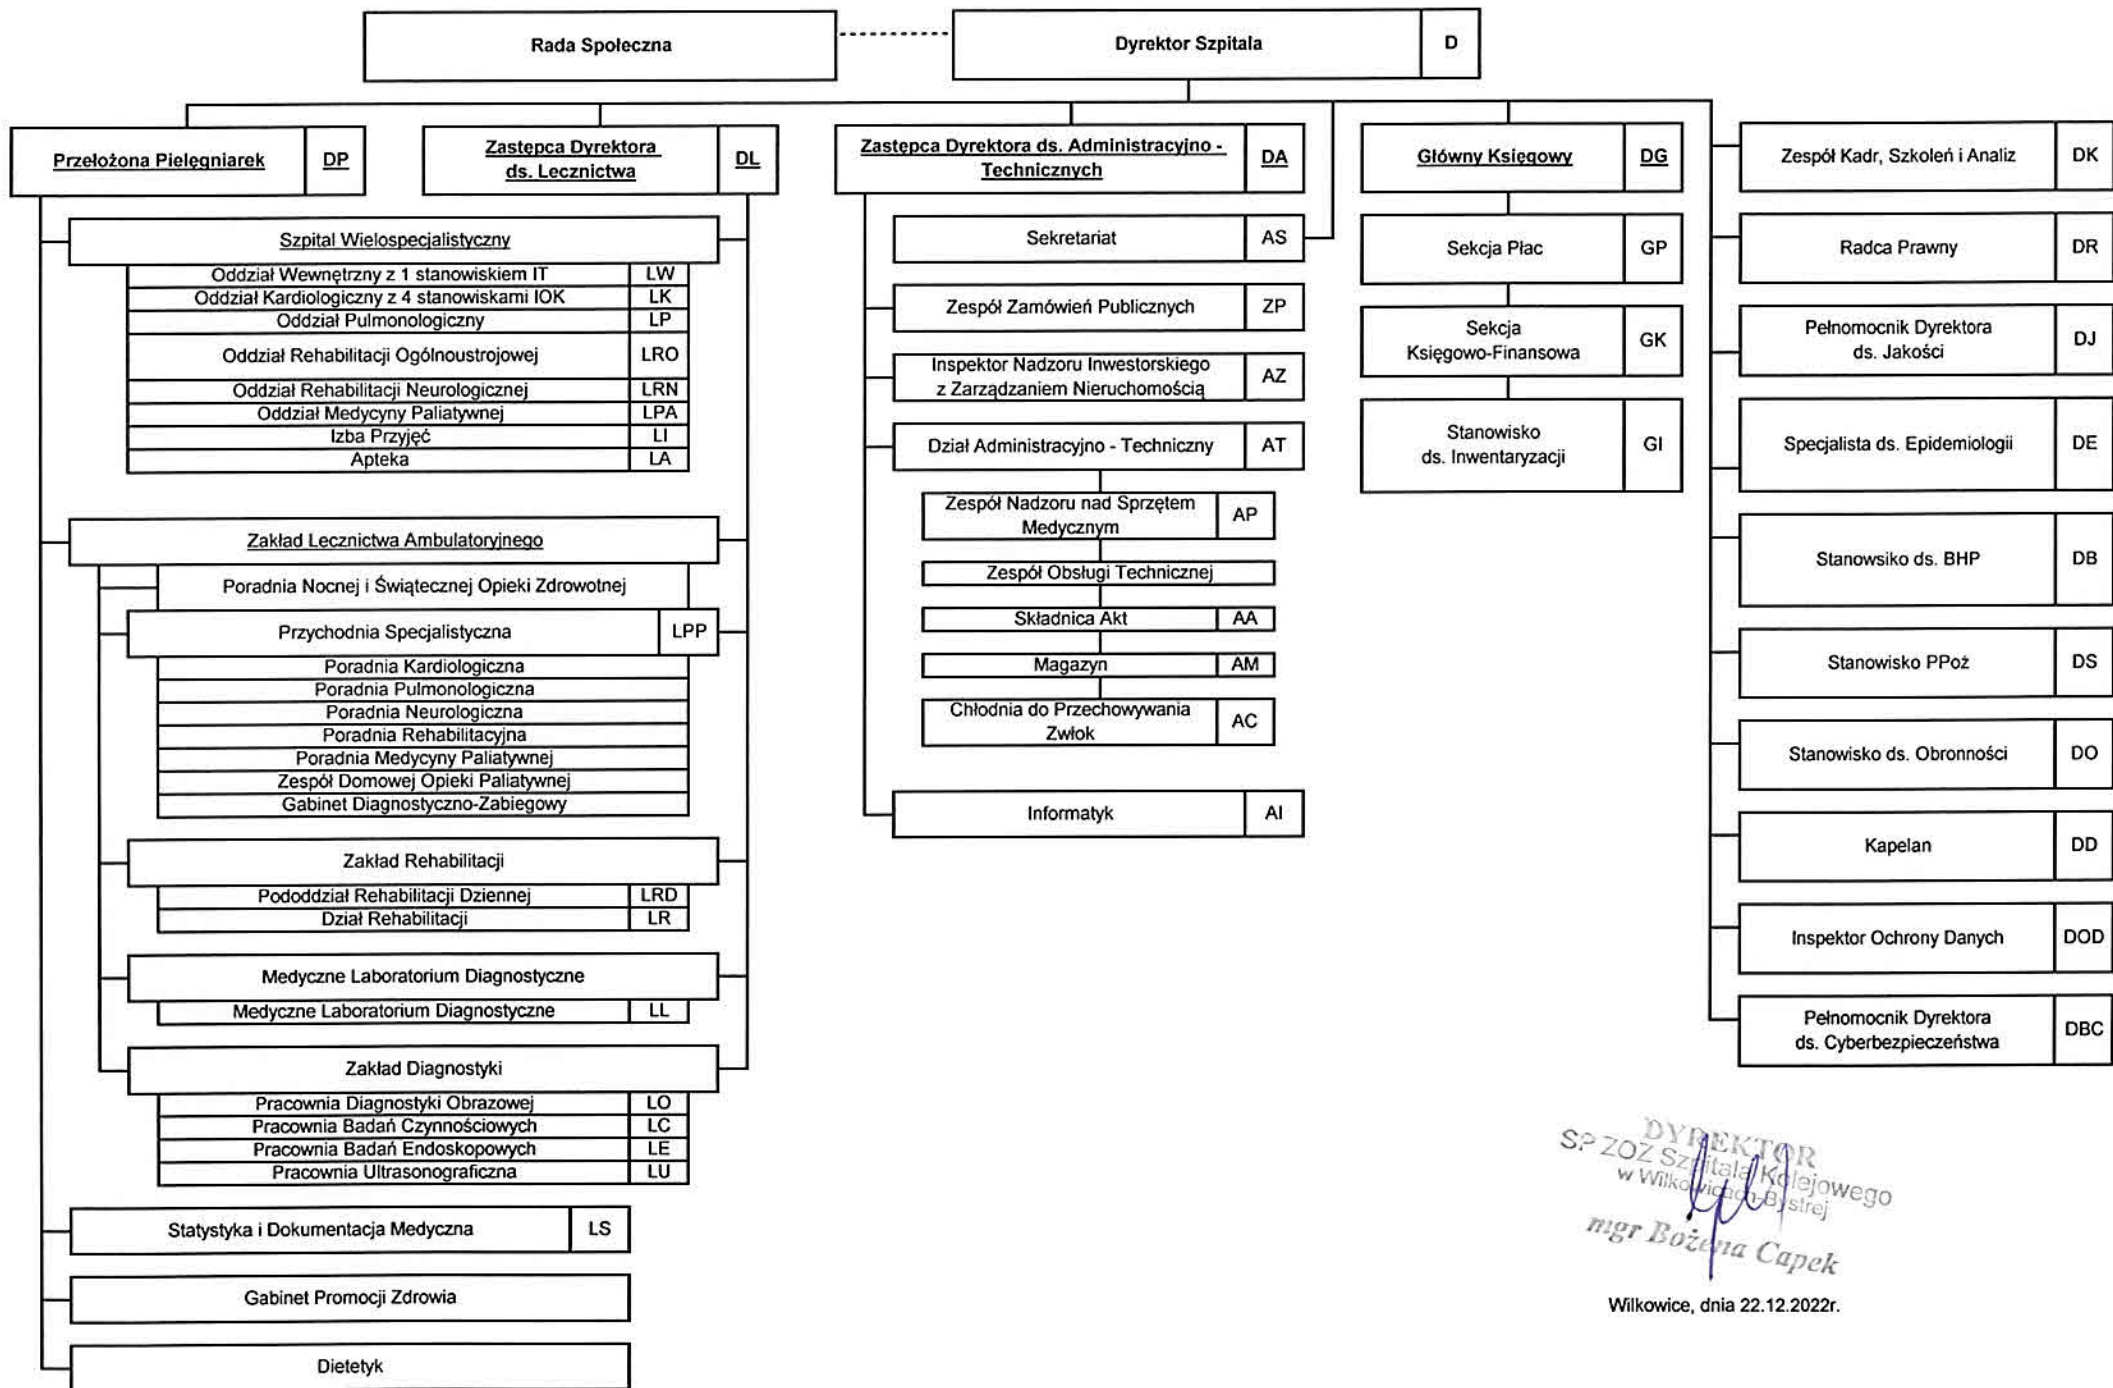 Rada Społeczna
Dyrektor Szpitala D
Przełożona Pielęgniarek DP
Zastępca Dyrektora
ds. Lecznictwa DL
Szpital Wielospecjalistyczny
Oddział Wewnętrzny z 1 stanowiskiem IT LW
Oddział Kardiologiczny z 4 stanowiskami IOK LK
Oddział Pulmonologiczny LP
Oddział Rehabilitacji Ogólnoustrojowej LRO
Oddział Rehabilitacji Neurologicznej LRN
Oddział Medycyny Paliatywnej LPA
Izba Przyjęć LI
Apteka LA
Zakład Lecznictwa Ambulatoryjnego
Poradnia Nocnej i Świątecznej Opieki Zdrowotnej
Przychodnia Specjalistyczna LPP
Poradnia Kardiologiczna
Poradnia Pulmonologiczna
Poradnia Neurologiczna
Poradnia Rehabilitacyjna
Poradnia Medycyny Paliatywnej
Zespół Domowej Opieki Paliatywnej
Gabinet Diagnostyczno-Zabiegowy
Zakład Rehabilitacji
Pododdział Rehabilitacji Dziennej LRD
Dział Rehabilitacji LR
Medyczne Laboratorium Diagnostyczne
Medyczne Laboratorium Diagnostyczne LL
Zakład Diagnostyki
Pracownia Diagnostyki Obrazowej LO
Pracownia Badań Czynnościowych LC
Pracownia Badań Endoskopowych LE
Pracownia Ultrasonograficzna LU
Statystyka i Dokumentacja Medyczna LS
Gabinet Promocji Zdrowia
Dietetyk
Zastępca Dyrektora ds. Administracyjno -
Technicznych DA
Sekretariat AS
Zespół Zamówień Publicznych ZP
Inspektor Nadzoru Inwestorskiego
z Zarządzaniem Nieruchomością AZ
Dział Administracyjno - Techniczny AT
Zespół Nadzoru nad Sprzętem
Medycznym AP
Zespół Obsługi Technicznej
Składnica Akt AA
Magazyn AM
Chłodnia do Przechowywania
Zwłok AC
Informatyk AI
Główny Księgowy DG
Sekcja Płac GP
Sekcja
Księgowo-Finansowa GK
Stanowisko
ds. Inwentaryzacji GI
Zespół Kadr, Szkoleń i Analiz DK
Radca Prawny DR
Pełnomocnik Dyrektora
ds. Jakości DJ
Specjalista ds. Epidemiologii DE
Stanowsiko ds. BHP DB
Stanowisko PPoż DS
Stanowisko ds. Obronności DO
Kapelan DD
Inspektor Ochrony Danych DOD
Pełnomocnik Dyrektora
ds. Cyberbezpieczeństwa DBC
DYREKTOR
SP ZOZ Szpitala Kolejowego
w Wilkowicach-Bystrej
mgr Bożena Capek
Wilkowice, dnia 22.12.2022r.